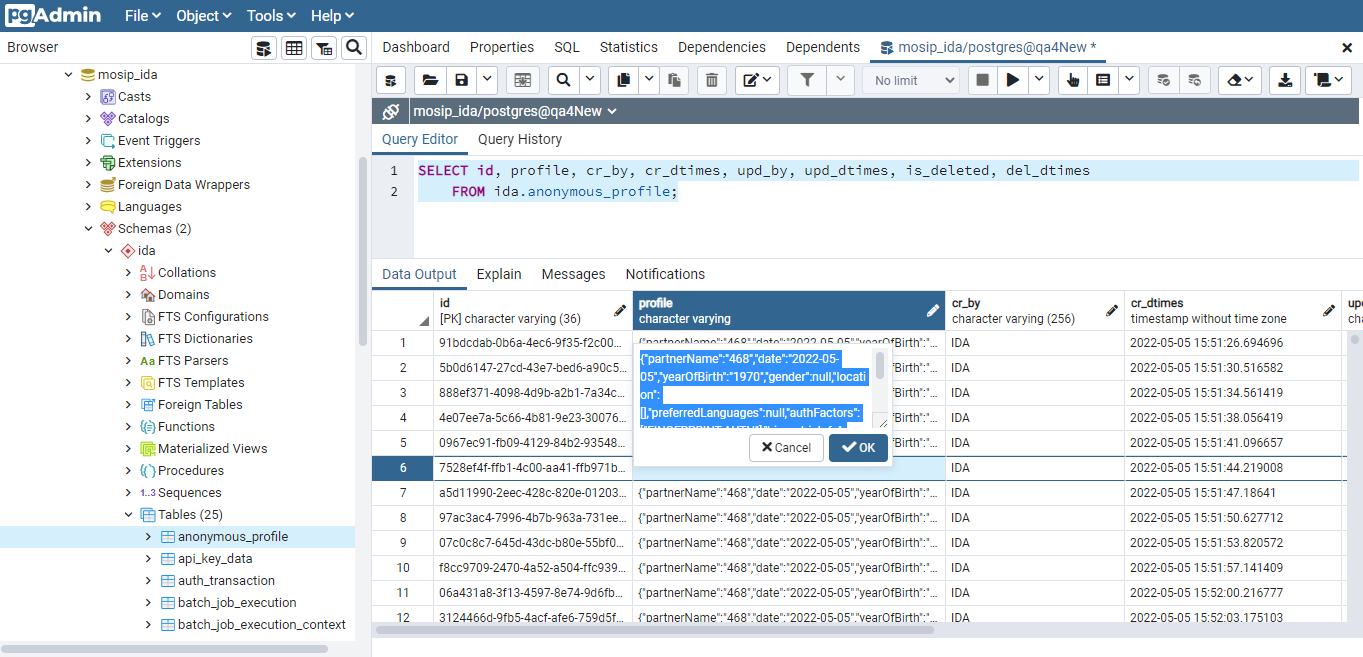 pgAdmin File Object Tools Help
Browser
Dashboard Properties SQL Statistics Dependencies Dependents mosip_ida/postgres@qa4New *
No limit
mosip_ida/postgres@qa4New
Query Editor Query History
1 SELECT id, profile, cr_by, cr_dtimes, upd_by, upd_dtimes, is_deleted, del_dtimes
2 FROM ida.anonymous_profile;
mosip_ida
Casts
Catalogs
Event Triggers
Extensions
Foreign Data Wrappers
Languages
Schemas (2)
ida
Collations
Domains
FTS Configurations
FTS Dictionaries
Aa FTS Parsers
FTS Templates
Foreign Tables
Functions
Materialized Views
Procedures
1..3 Sequences
Tables (25)
anonymous_profile
api_key_data
auth_transaction
batch_job_execution
batch_job_execution_context
Data Output Explain Messages Notifications
id profile cr_by cr_dtimes
[PK] character varying (36) character varying character varying (256) timestamp without time zone
1 91bdcdab-0b6a-4ec6-9f35-f2c00... {"partnerName":"468","date":"2022-05-05","yearOfBirth":"... IDA 2022-05-05 15:51:26.694696
2 5b0d6147-27cd-43e7-bed6-a90c5... IDA 2022-05-05 15:51:30.516582
3 888ef371-4098-4d9b-a2b1-7a34c... IDA 2022-05-05 15:51:34.561419
4 4e07ee7a-5c66-4b81-9e23-30076... IDA 2022-05-05 15:51:38.056419
5 0967ec91-fb09-4129-84b2-93548... IDA 2022-05-05 15:51:41.096657
6 7528ef4f-ffb1-4c00-aa41-ffb971b... IDA 2022-05-05 15:51:44.219008
{"partnerName":"468","date":"2022-05-
05","yearOfBirth":"1970","gender":null,"locati
on":
[],"preferredLanguages":null,"authFactors":
Cancel OK
7 a5d11990-2eec-428c-820e-01203... {"partnerName":"468","date":"2022-05-05","yearOfBirth":"... IDA 2022-05-05 15:51:47.18641
8 97ac3ac4-7996-4b7b-963a-731ee... {"partnerName":"468","date":"2022-05-05","yearOfBirth":"... IDA 2022-05-05 15:51:50.627712
9 07c0c8c7-645d-43dc-b80e-55bf0... {"partnerName":"468","date":"2022-05-05","yearOfBirth":"... IDA 2022-05-05 15:51:53.820572
10 f8cc9709-2470-4a52-a504-ffc939... {"partnerName":"468","date":"2022-05-05","yearOfBirth":"... IDA 2022-05-05 15:51:57.141409
11 06a431a8-3f13-4597-8e74-9d6fb... {"partnerName":"468","date":"2022-05-05","yearOfBirth":"... IDA 2022-05-05 15:52:00.216777
12 3124466d-9fb5-4acf-afe6-759d5f... {"partnerName":"468","date":"2022-05-05","yearOfBirth":"... IDA 2022-05-05 15:52:03.175103